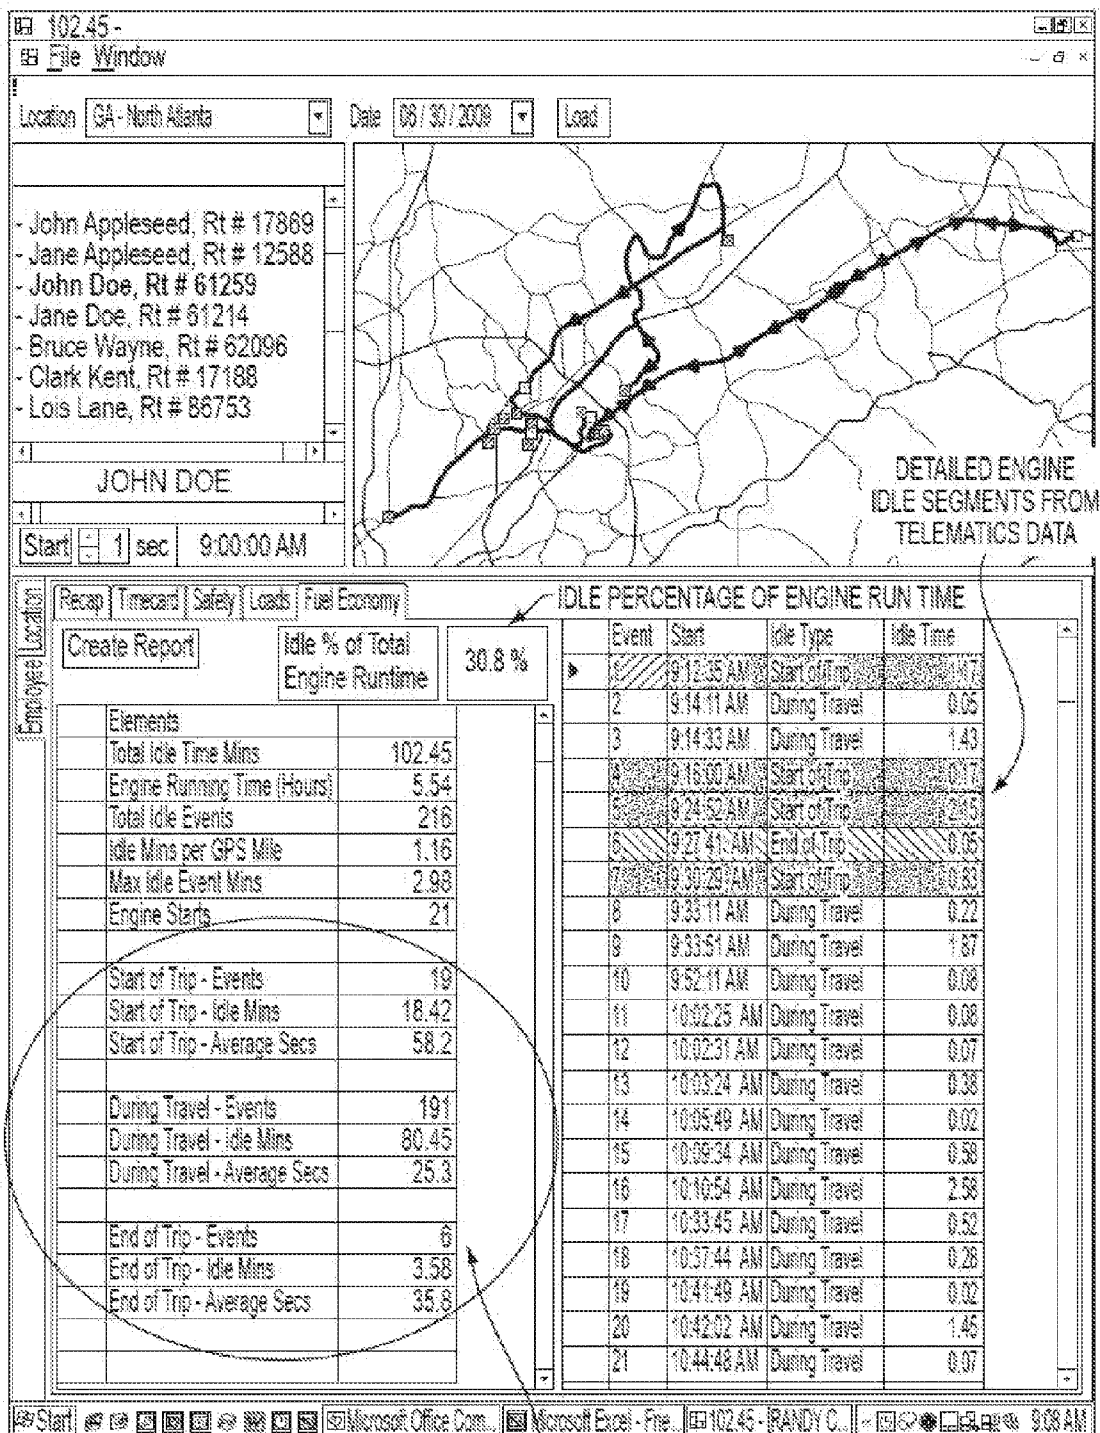 102.45 -
File Window
Location GA - North Atlanta Date 06 / 30 / 2009 Load
- John Appleseed, Rt # 17869
- Jane Appleseed, Rt # 12588
- John Doe, Rt # 61259
- Jane Doe, Rt # 61214
- Bruce Wayne, Rt # 62096
- Clark Kent, Rt # 17188
- Lois Lane, Rt # 86753
JOHN DOE
Start 1 sec 9:00:00 AM
DETAILED ENGINE
IDLE SEGMENTS FROM
TELEMATICS DATA
Employee Location
Recap Timecard Safety Loads Fuel Economy
IDLE PERCENTAGE OF ENGINE RUN TIME
Create Report
Idle % of Total
Engine Runtime
30.8 %
Elements
Total Idle Time Mins 102.45
Engine Running Time (Hours) 5.54
Total Idle Events 216
Idle Mins per GPS Mile 1.16
Max Idle Event Mins 2.98
Engine Starts 21
Start of Trip - Events 19
Start of Trip - Idle Mins 18.42
Start of Trip - Average Secs 58.2
During Travel - Events 191
During Travel - Idle Mins 80.45
During Travel - Average Secs 25.3
End of Trip - Events 6
End of Trip - Idle Mins 3.58
End of Trip - Average Secs 35.8
Event Start Idle Type Idle Time
1 9:12:35 AM Start of Trip
2 9:14:11 AM During Travel 0.05
3 9:14:33 AM During Travel 1.43
4 9:16:00 AM Start of Trip 0.17
5 9:24:52 AM Start of Trip 2.15
6 9:27:41 AM End of Trip 0.05
7 9:30:29 AM Start of Trip 0.83
8 9:33:11 AM During Travel 0.22
9 9:33:51 AM During Travel 1.87
10 9:52:11 AM During Travel 0.08
11 10:02:25 AM During Travel 0.08
12 10:02:31 AM During Travel 0.07
13 10:03:24 AM During Travel 0.38
14 10:05:49 AM During Travel 0.02
15 10:09:34 AM During Travel 0.58
16 10:10:54 AM During Travel 2.58
17 10:33:45 AM During Travel 0.52
18 10:37:44 AM During Travel 0.28
19 10:41:49 AM During Travel 0.02
20 10:42:02 AM During Travel 1.45
21 10:44:48 AM During Travel 0.07
Start Microsoft Office Com... Microsoft Excel - Fre... 102.45 - [RANDY C... 9:08 AM